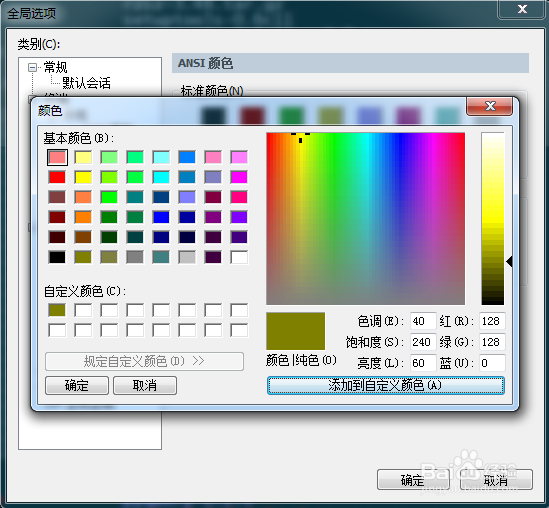 全局选项
类别(C):
常规
默认会话
ANSI 颜色
标准颜色(N)
颜色
基本颜色(B):
自定义颜色(C):
规定自定义颜色(D) >>
确定
取消
颜色|纯色(O)
色调(E): 40
红(R): 128
饱和度(S): 240
绿(G): 128
亮度(L): 60
蓝(U): 0
添加到自定义颜色(A)
确定
取消
Baidu 经验